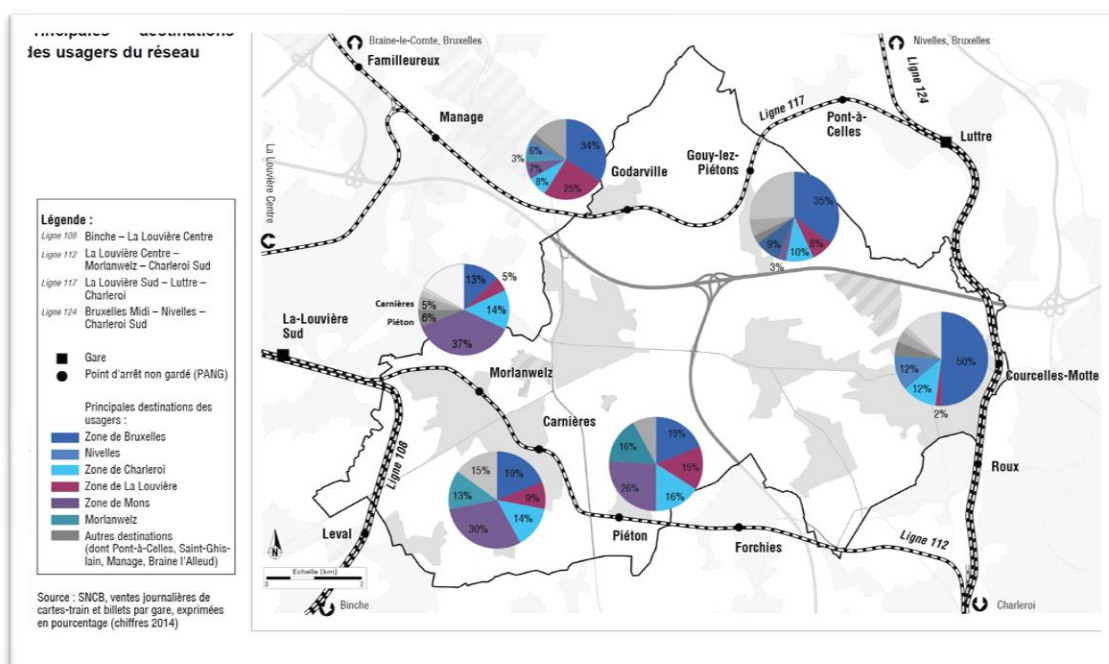 des usagers du réseau
Légende :
Ligne 108 Binche – La Louvière Centre
Ligne 112 La Louvière Centre –
Morlanwelz – Charleroi Sud
Ligne 117 La Louvière Sud – Luttre –
Charleroi
Ligne 124 Bruxelles Midi – Nivelles –
Charleroi Sud
Gare
Point d'arrêt non gardé (PANG)
Principales destinations des
usagers :
Zone de Bruxelles
Nivelles
Zone de Charleroi
Zone de La Louvière
Zone de Mons
Morlanwelz
Autres destinations
(dont Pont-à-Celles, Saint-Ghis-
lain, Manage, Braine l'Alleud)
Source : SNCB, ventes journalières de
cartes-train et billets par gare, exprimées
en pourcentage (chiffres 2014)
Braine-le-Comte, Bruxelles
Familleureux
Manage
La Louvière Centre
34%
25%
8%
7%
3%
6%
Godarville
Gouy-lez-
Piétons
Ligne 117
Pont-à-
Celles
Nivelles, Bruxelles
Ligne 124
Luttre
35%
8%
10%
3%
9%
13%
5%
14%
37%
6%
5%
Carnières
Piéton
La-Louvière
Sud
Morlanwelz
Carnières
50%
2%
12%
12%
Courcelles-Motte
19%
15%
16%
26%
16%
19%
9%
14%
30%
13%
15%
Roux
Ligne 108
Leval
Piéton
Forchies
Ligne 112
N
Echelle [km]
0 2
Binche
Charleroi